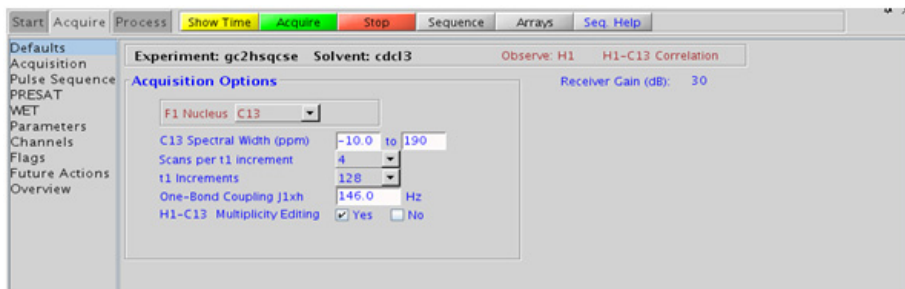 Start Acquire Process Show Time Acquire Stop Sequence Arrays Seq. Help
Defaults
Acquisition
Pulse Sequence
PRESAT
WET
Parameters
Channels
Flags
Future Actions
Overview
Experiment: gc2hsqcse Solvent: cdcl3 Observe: H1 H1-C13 Correlation
Acquisition Options Receiver Gain (dB): 30
F1 Nucleus C13
C13 Spectral Width (ppm) -10.0 to 190
Scans per t1 increment 4
t1 Increments 128
One-Bond Coupling J1xh 146.0 Hz
H1-C13 Multiplicity Editing Yes No